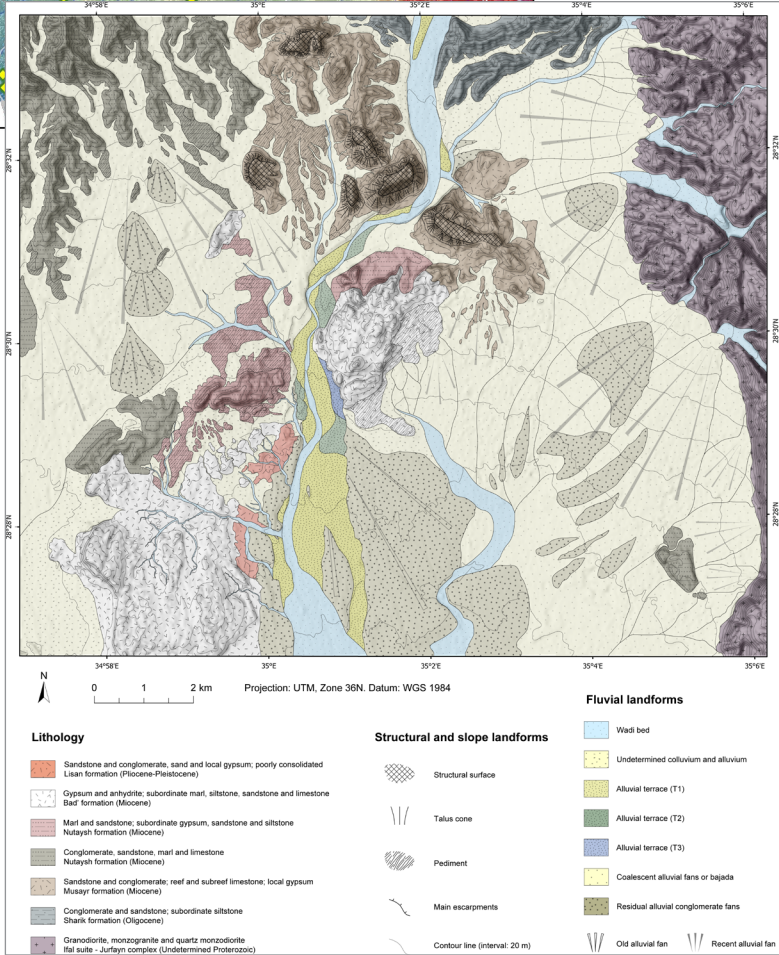 34°58'E
35°E
35°2'E
35°4'E
35°6'E
28°32'N
28°32'N
28°30'N
28°30'N
28°28'N
28°28'N
34°58'E
35°E
35°2'E
35°4'E
35°6'E
N
0 1 2 km
Projection: UTM, Zone 36N. Datum: WGS 1984
Lithology
Sandstone and conglomerate, sand and local gypsum; poorly consolidated
Lisan formation (Pliocene-Pleistocene)
Gypsum and anhydrite; subordinate marl, siltstone, sandstone and limestone
Bad' formation (Miocene)
Marl and sandstone; subordinate gypsum, sandstone and siltstone
Nutaysh formation (Miocene)
Conglomerate, sandstone, marl and limestone
Nutaysh formation (Miocene)
Sandstone and conglomerate; reef and subreef limestone; local gypsum
Musayr formation (Miocene)
Conglomerate and sandstone; subordinate siltstone
Sharik formation (Oligocene)
Granodiorite, monzogranite and quartz monzodiorite
Ifal suite - Jurfayn complex (Undetermined Proterozoic)
Structural and slope landforms
Structural surface
Talus cone
Pediment
Main escarpments
Contour line (interval: 20 m)
Fluvial landforms
Wadi bed
Undetermined colluvium and alluvium
Alluvial terrace (T1)
Alluvial terrace (T2)
Alluvial terrace (T3)
Coalescent alluvial fans or bajada
Residual alluvial conglomerate fans
Old alluvial fan
Recent alluvial fan